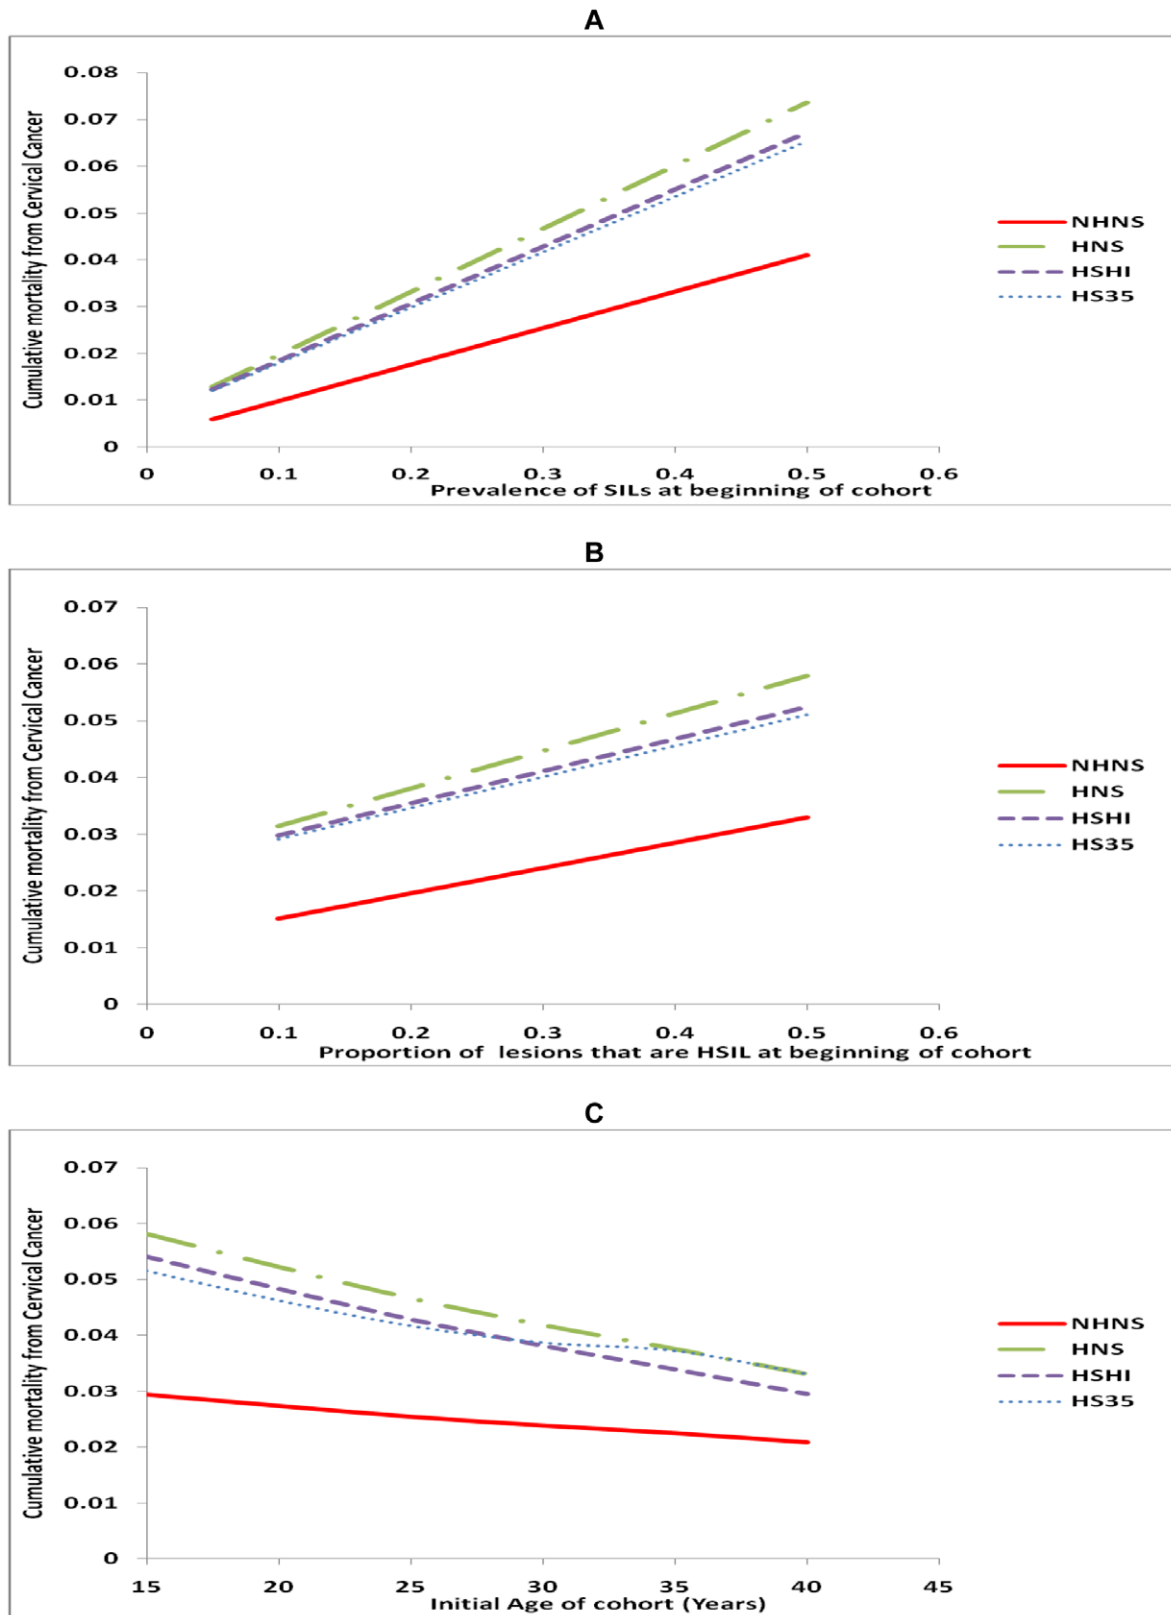 A
Cumulative mortality from Cervical Cancer
0.08
0.07
0.06
0.05
0.04
0.03
0.02
0.01
0
0 0.1 0.2 0.3 0.4 0.5 0.6
Prevalence of SILs at beginning of cohort
NHNS
HNS
HSHI
HS35
B
Cumulative mortality from Cervical Cancer
0.07
0.06
0.05
0.04
0.03
0.02
0.01
0
0 0.1 0.2 0.3 0.4 0.5 0.6
Proportion of lesions that are HSIL at beginning of cohort
NHNS
HNS
HSHI
HS35
C
Cumulative mortality from Cervical Cancer
0.07
0.06
0.05
0.04
0.03
0.02
0.01
0
15 20 25 30 35 40 45
Initial Age of cohort (Years)
NHNS
HNS
HSHI
HS35